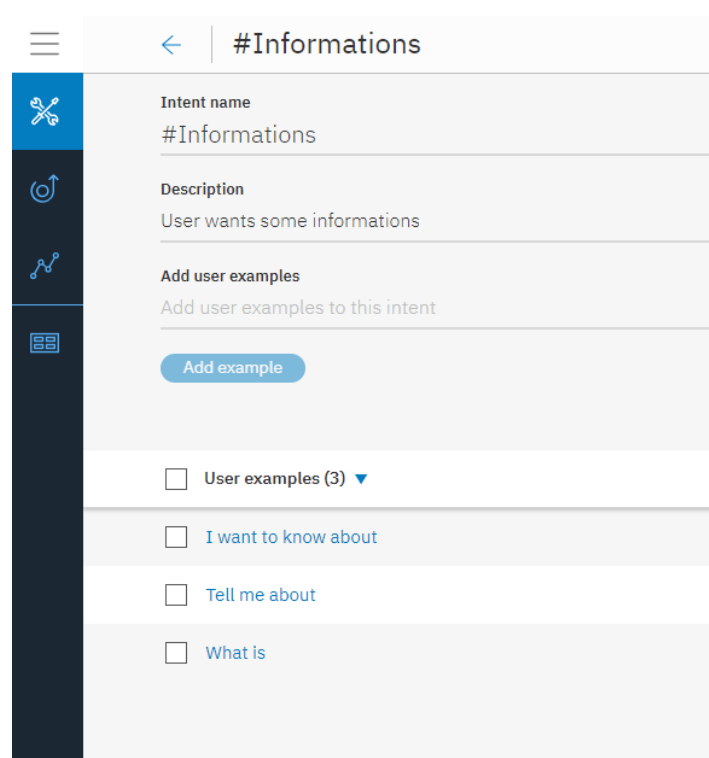 #Informations
Intent name
#Informations
Description
User wants some informations
Add user examples
Add user examples to this intent
Add example
User examples (3)
I want to know about
Tell me about
What is